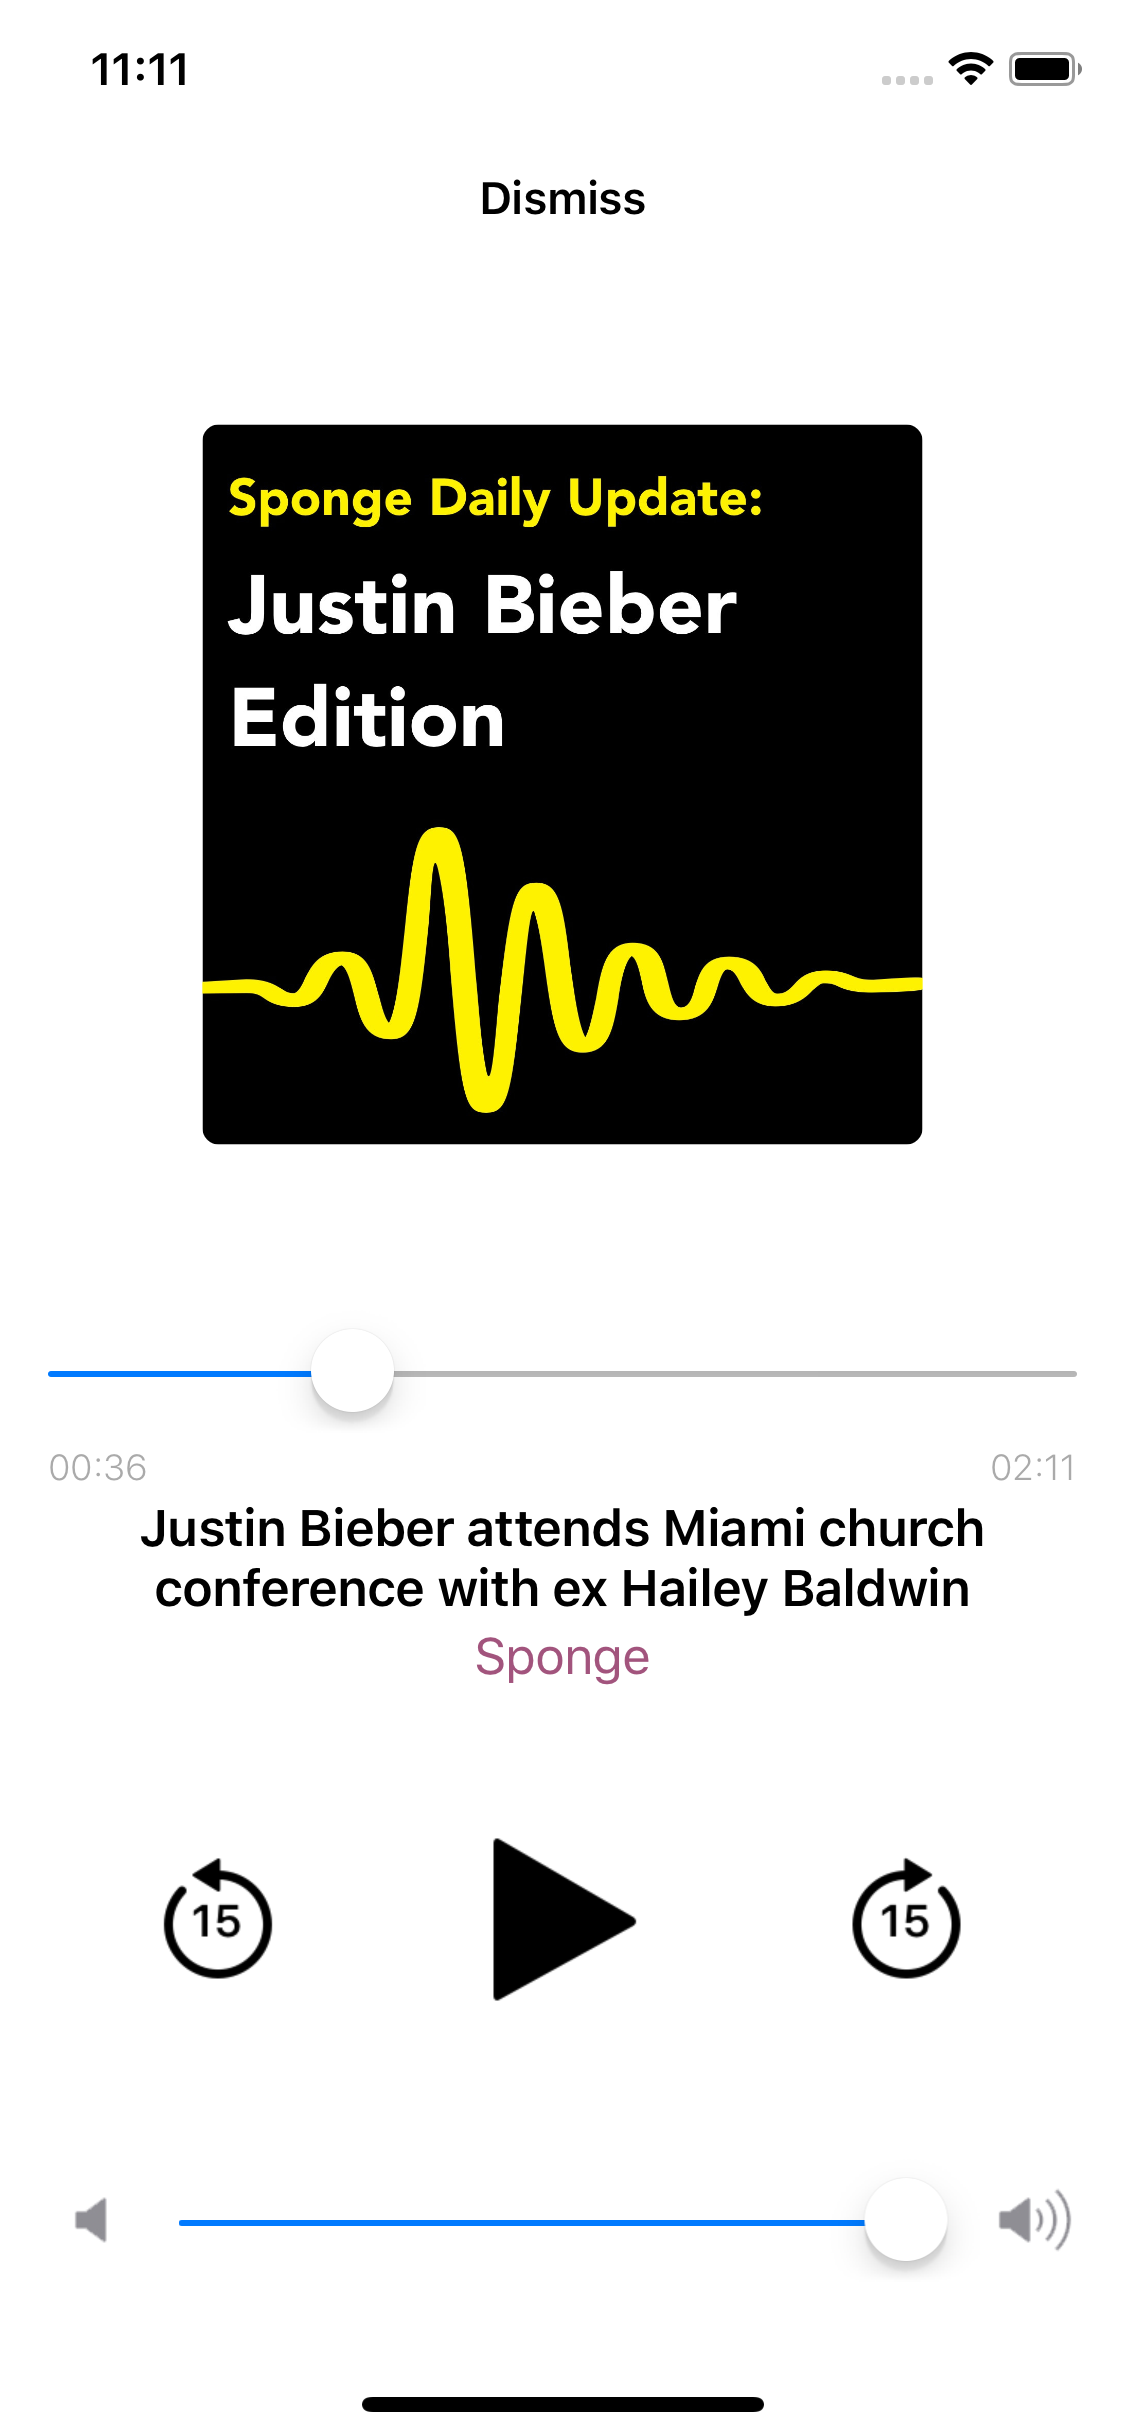 11:11
Dismiss
Sponge Daily Update:
Justin Bieber
Edition
00:36
02:11
Justin Bieber attends Miami church
conference with ex Hailey Baldwin
Sponge
15
15